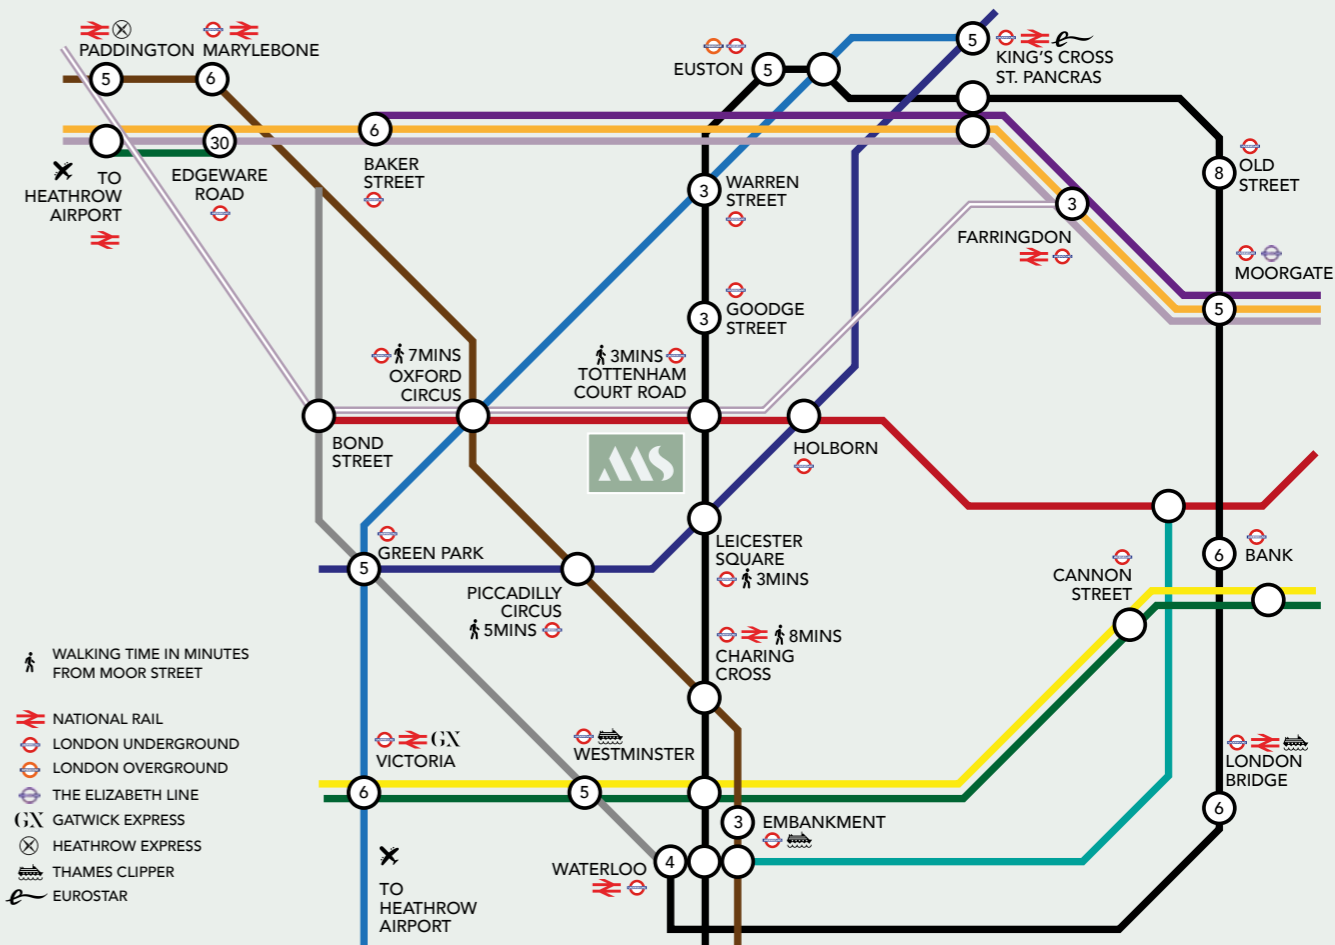 PADDINGTON
5
MARYLEBONE
6
EUSTON
5
5
KING'S CROSS
ST. PANCRAS
TO
HEATHROW
AIRPORT
30
EDGEWARE
ROAD
6
BAKER
STREET
3
WARREN
STREET
8
OLD
STREET
3
FARRINGDON
MOORGATE
5
3
GOODGE
STREET
7MINS
OXFORD
CIRCUS
3MINS
TOTTENHAM
COURT ROAD
BOND
STREET
MS
HOLBORN
GREEN PARK
5
PICCADILLY
CIRCUS
5MINS
LEICESTER
SQUARE
3MINS
CANNON
STREET
6
BANK
8MINS
CHARING
CROSS
GX
VICTORIA
6
WESTMINSTER
5
LONDON
BRIDGE
6
3
EMBANKMENT
WATERLOO
4
TO
HEATHROW
AIRPORT
WALKING TIME IN MINUTES
FROM MOOR STREET
NATIONAL RAIL
LONDON UNDERGROUND
LONDON OVERGROUND
THE ELIZABETH LINE
GX GATWICK EXPRESS
HEATHROW EXPRESS
THAMES CLIPPER
e EUROSTAR